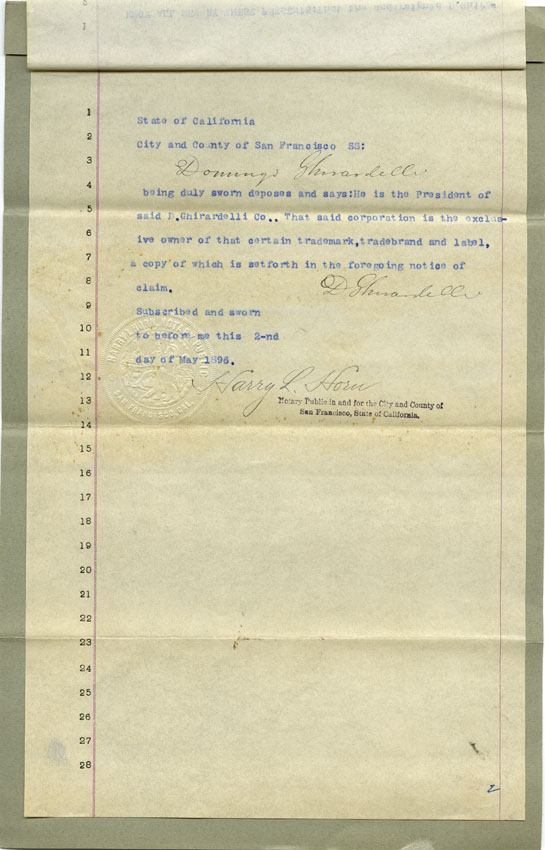 1
1
State of California
2
City and County of San Francisco SS:
3
Domingo Ghirardelli
4
being duly sworn deposes and says:He is the President of
5
said D.Ghirardelli Co.. That said corporation is the exclus-
6
ive owner of that certain trademark,tradebrand and label,
7
a copy of which is setforth in the foregoing notice of
8
claim. D Ghirardelli
9
Subscribed and sworn
10
to before me this 2-nd
11
day of May 1896.
12
Harry L. Horn
13
Notary Public in and for the City and County of
San Francisco, State of California.
14
15
16
17
18
19
20
21
22
23
24
25
26
27
28
2